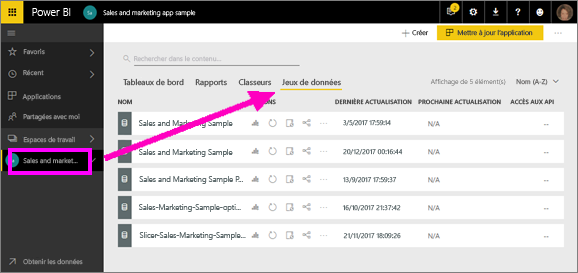 Power BI
Sales and marketing app sample
2
Favoris
Récent
Applications
Partagées avec moi
Espaces de travail
Sales and market...
Obtenir les données
Créer
Mettre à jour l'application
Rechercher dans le contenu...
Tableaux de bord
Rapports
Classeurs
Jeux de données
Affichage de 5 élément(s)
Nom (A-Z)
NOM
DERNIÈRE ACTUALISATION
PROCHAINE ACTUALISATION
ACCÈS AUX API
Sales and Marketing Sample
3/5/2017 17:59:14
N/A
--
Sales and Marketing Sample
20/12/2017 00:16:44
N/A
--
Sales and Marketing Sample P...
13/9/2017 17:59:37
N/A
--
Sales-Marketing-Sample-opti...
16/10/2017 21:37:42
N/A
--
Slicer-Sales-Marketing-Sample...
21/11/2017 18:09:26
N/A
--